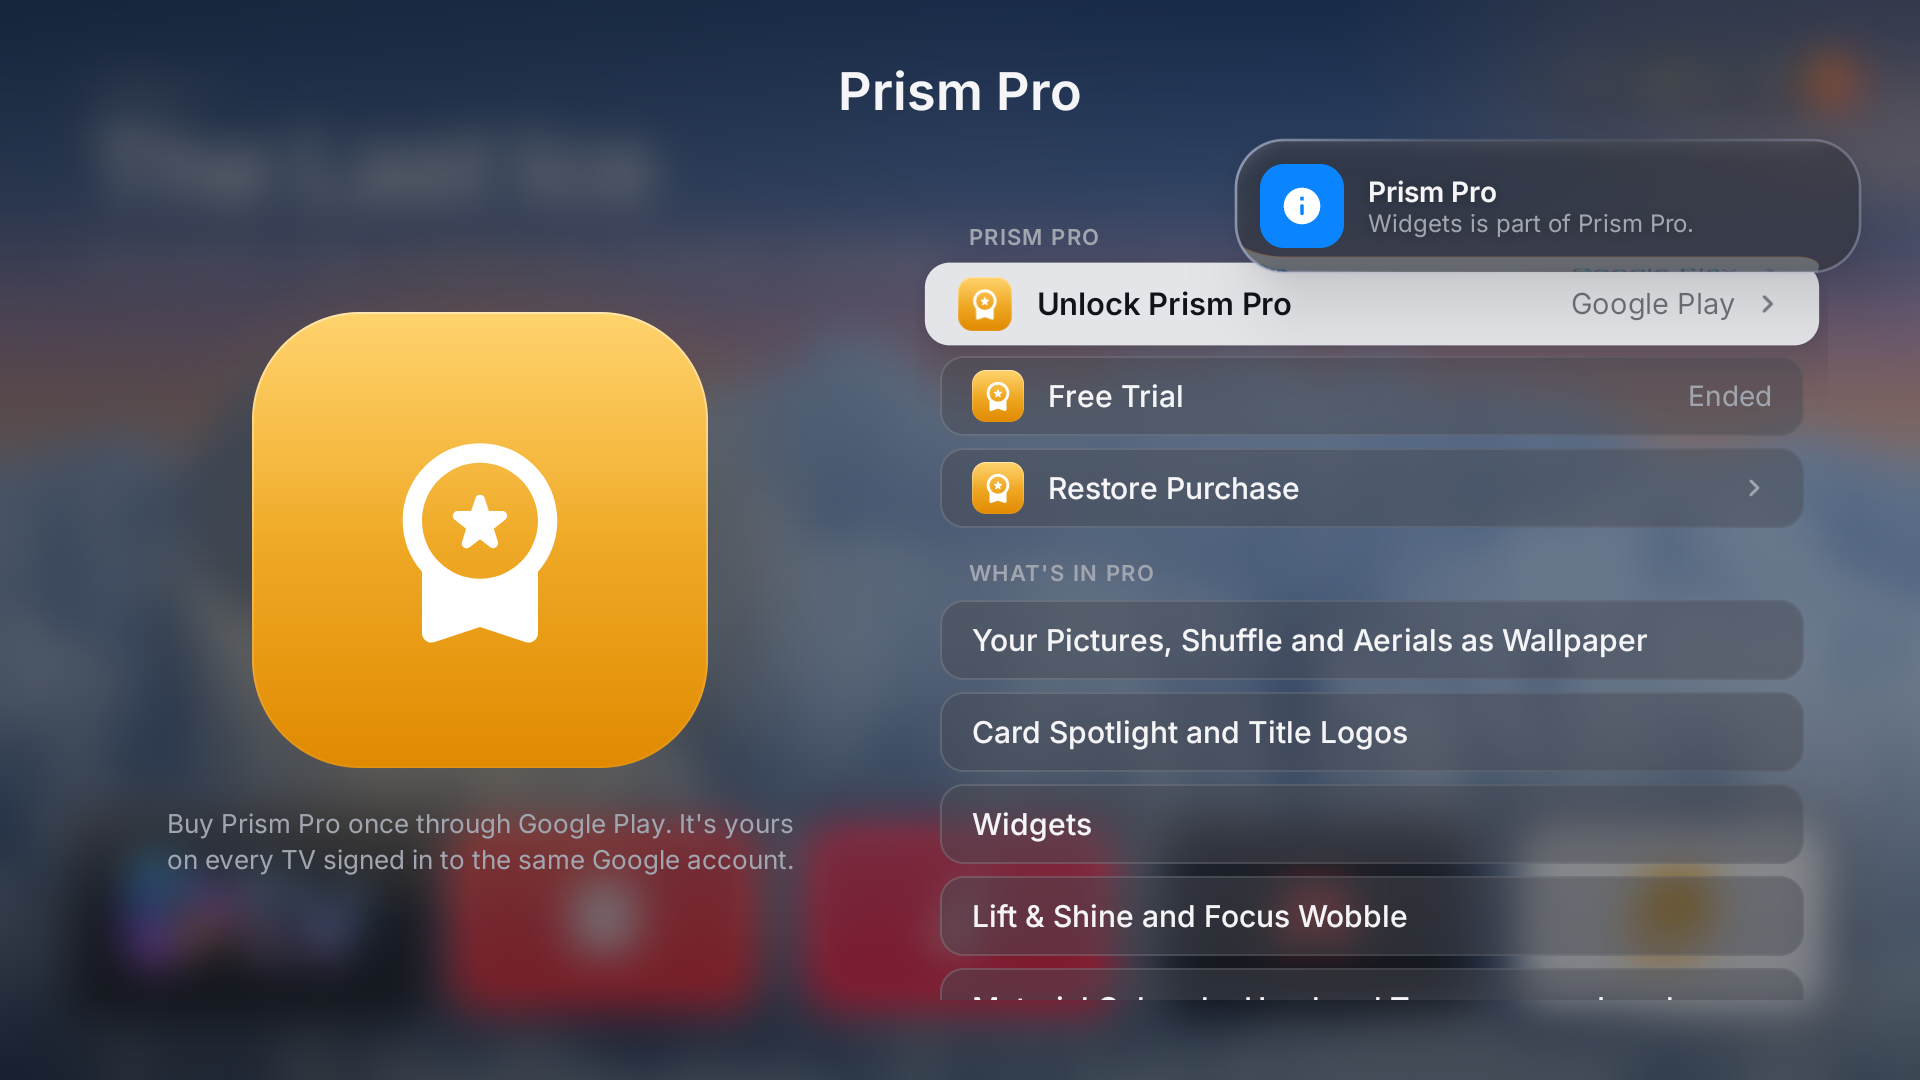 Prism Pro
Prism Pro
Widgets is part of Prism Pro.
PRISM PRO
Unlock Prism Pro
Google Play
Free Trial
Ended
Restore Purchase
WHAT'S IN PRO
Your Pictures, Shuffle and Aerials as Wallpaper
Card Spotlight and Title Logos
Widgets
Lift & Shine and Focus Wobble
Buy Prism Pro once through Google Play. It's yours
on every TV signed in to the same Google account.